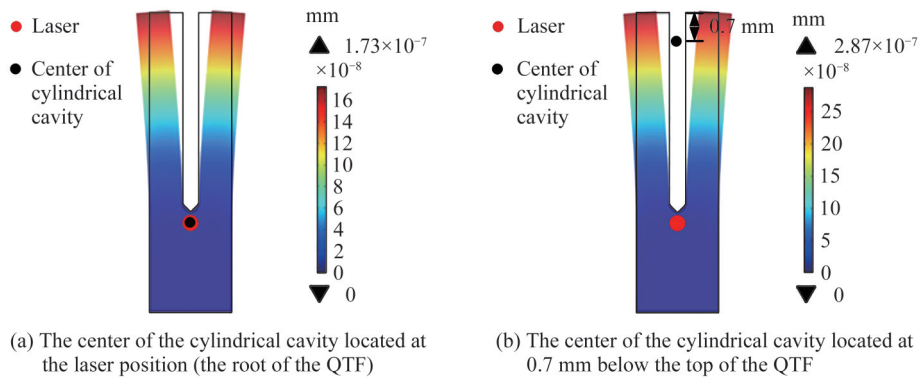 Laser
Center of
cylindrical
cavity
mm
1.73×10⁻⁷
×10⁻⁸
16
14
12
10
8
6
4
2
0
0
(a) The center of the cylindrical cavity located at
the laser position (the root of the QTF)
Laser
Center of
cylindrical
cavity
0.7 mm
mm
2.87×10⁻⁷
×10⁻⁸
25
20
15
10
5
0
0
(b) The center of the cylindrical cavity located at
0.7 mm below the top of the QTF